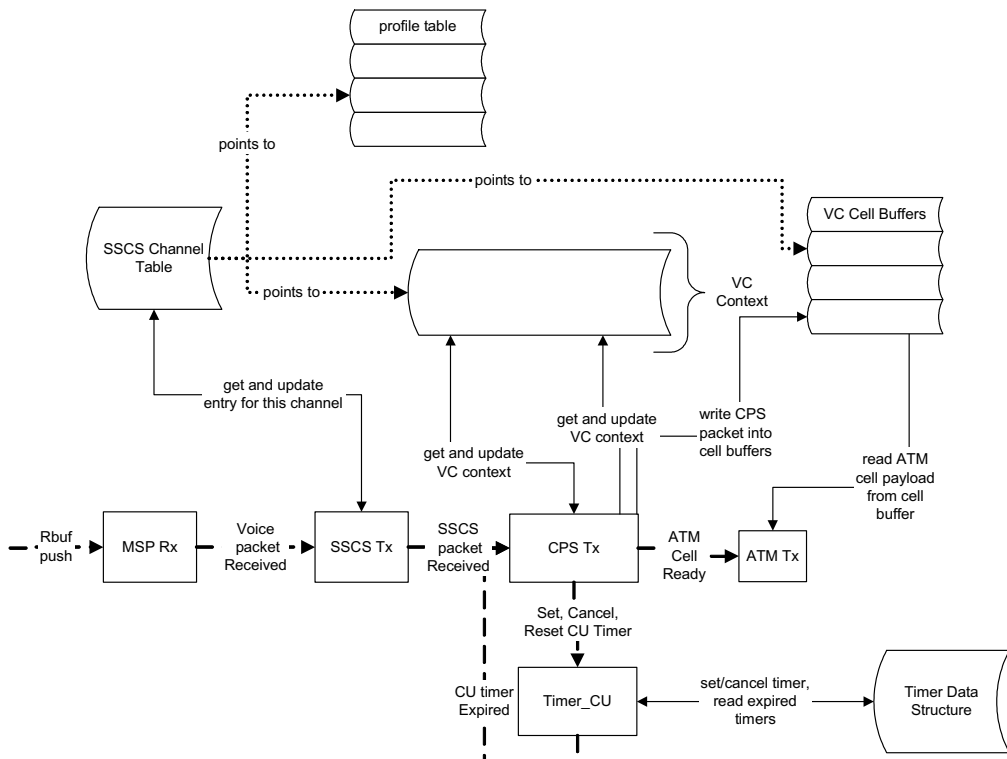 profile table
points to
points to
VC Cell Buffers
SSCS Channel
Table
points to
VC
Context
get and update
entry for this channel
get and update
VC context
write CPS
packet into
cell buffers
get and update
VC context
read ATM
cell payload
from cell
buffer
Rbuf
push
MSP Rx
Voice
packet
Received
SSCS Tx
SSCS
packet
Received
CPS Tx
ATM
Cell
Ready
ATM Tx
Set, Cancel,
Reset CU Timer
CU timer
Expired
Timer_CU
set/cancel timer,
read expired
timers
Timer Data
Structure